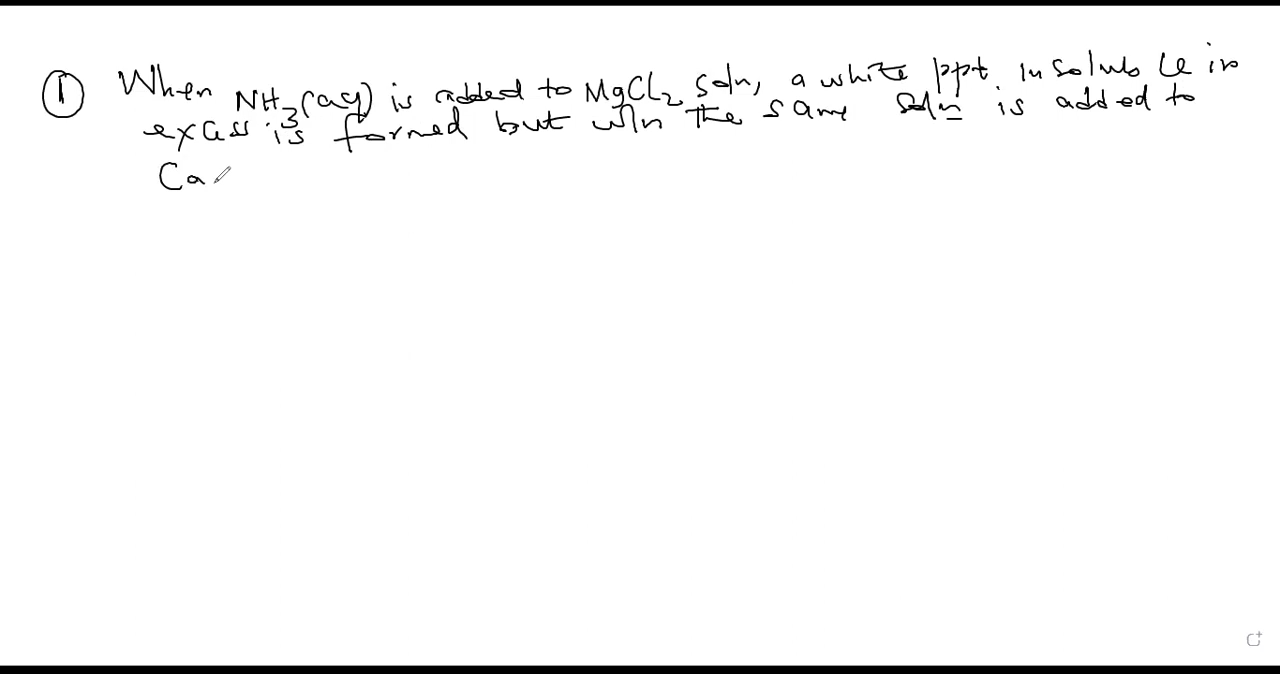 ① When NH3(aq) is added to MgCl2 soln, a white ppt insoluble in
excess is formed but when the same soln is added to
Ca